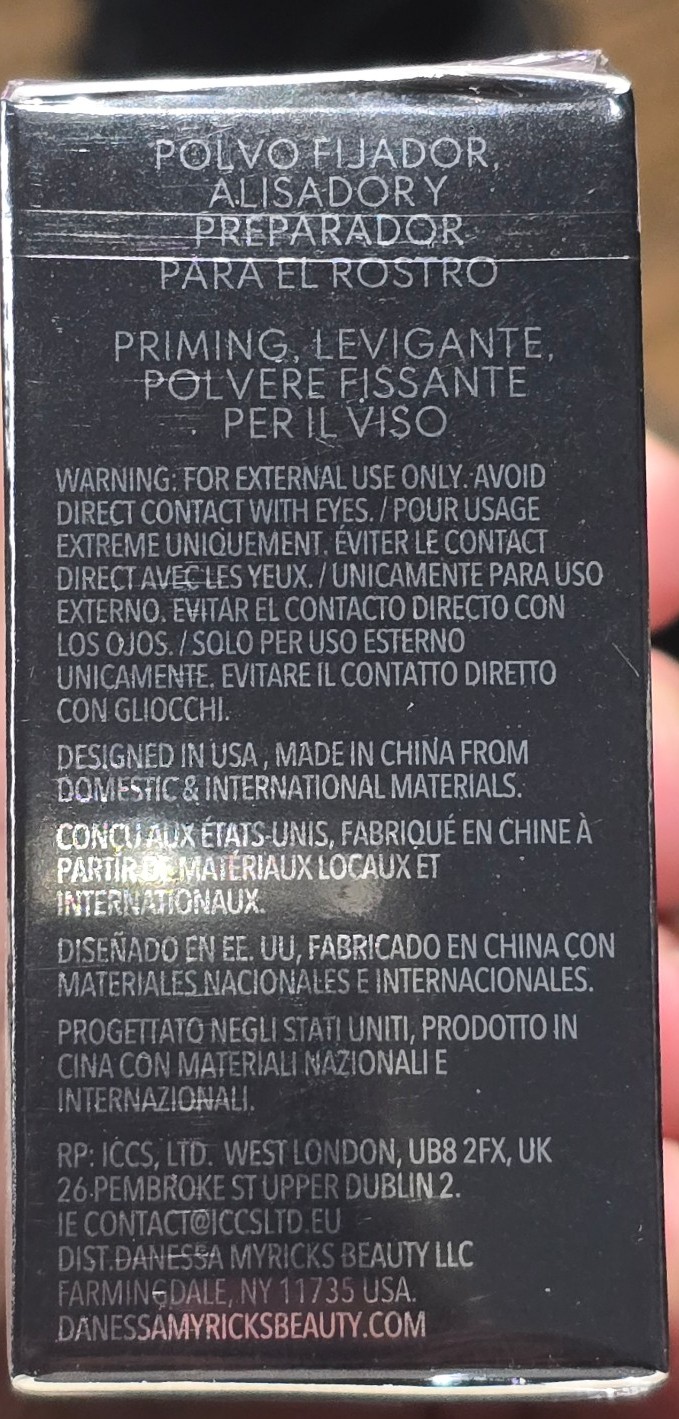 POLVO FIJADOR,
ALISADOR Y
PREPARADOR
PARA EL ROSTRO
PRIMING, LEVIGANTE,
POLVERE FISSANTE
PER IL VISO
WARNING: FOR EXTERNAL USE ONLY. AVOID
DIRECT CONTACT WITH EYES. / POUR USAGE
EXTREME UNIQUEMENT. ÉVITER LE CONTACT
DIRECT AVEC LES YEUX. / UNICAMENTE PARA USO
EXTERNO. EVITAR EL CONTACTO DIRECTO CON
LOS OJOS. / SOLO PER USO ESTERNO
UNICAMENTE. EVITARE IL CONTATTO DIRETTO
CON GLIOCCHI.
DESIGNED IN USA , MADE IN CHINA FROM
DOMESTIC & INTERNATIONAL MATERIALS.
CONÇU AUX ÉTATS-UNIS, FABRIQUÉ EN CHINE À
PARTIR DE MATÉRIAUX LOCAUX ET
INTERNATIONAUX.
DISEÑADO EN EE. UU, FABRICADO EN CHINA CON
MATERIALES NACIONALES E INTERNACIONALES.
PROGETTATO NEGLI STATI UNITI, PRODOTTO IN
CINA CON MATERIALI NAZIONALI E
INTERNAZIONALI.
RP: ICCS, LTD. WEST LONDON, UB8 2FX, UK
26 PEMBROKE ST UPPER DUBLIN 2.
IE CONTACT@ICCSLTD.EU
DIST.DANESSA MYRICKS BEAUTY LLC
FARMINGDALE, NY 11735 USA.
DANESSAMYRICKSBEAUTY.COM